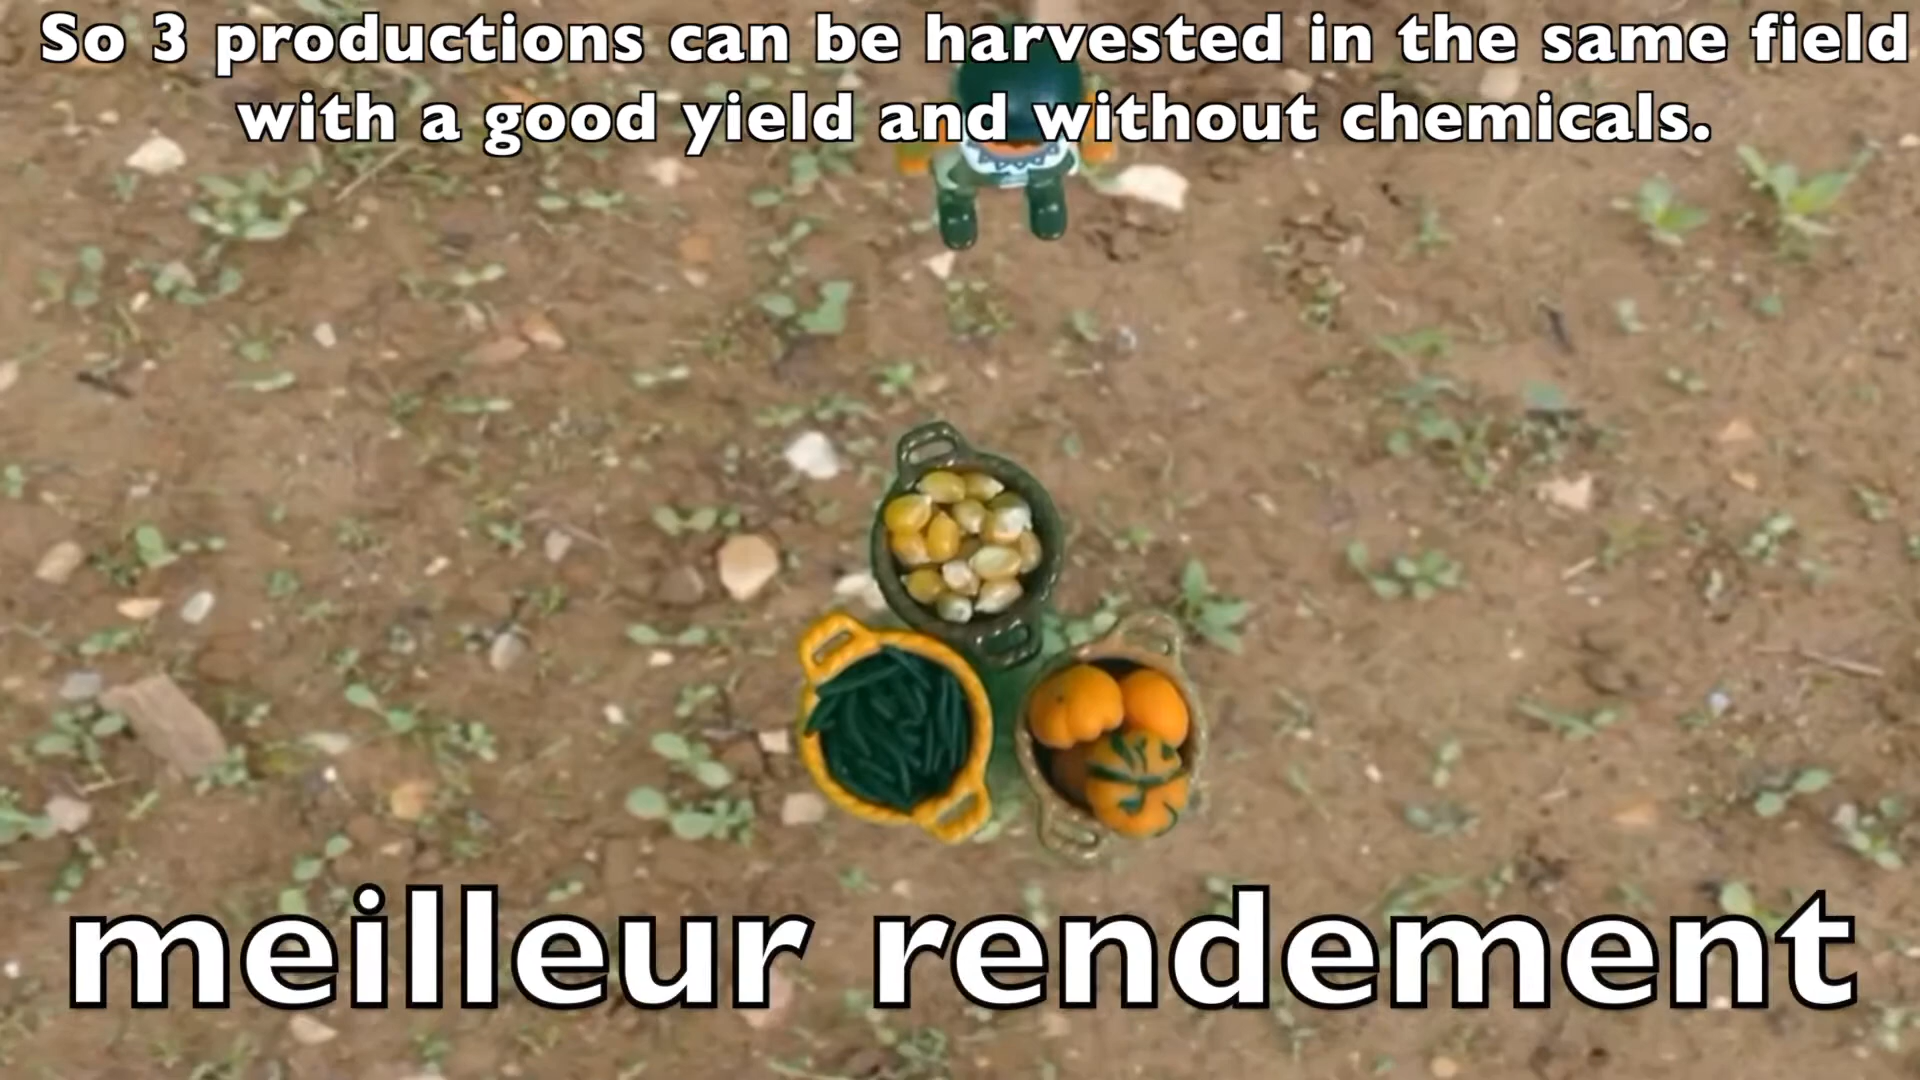 So 3 productions can be harvested in the same field
with a good yield and without chemicals.
meilleur rendement